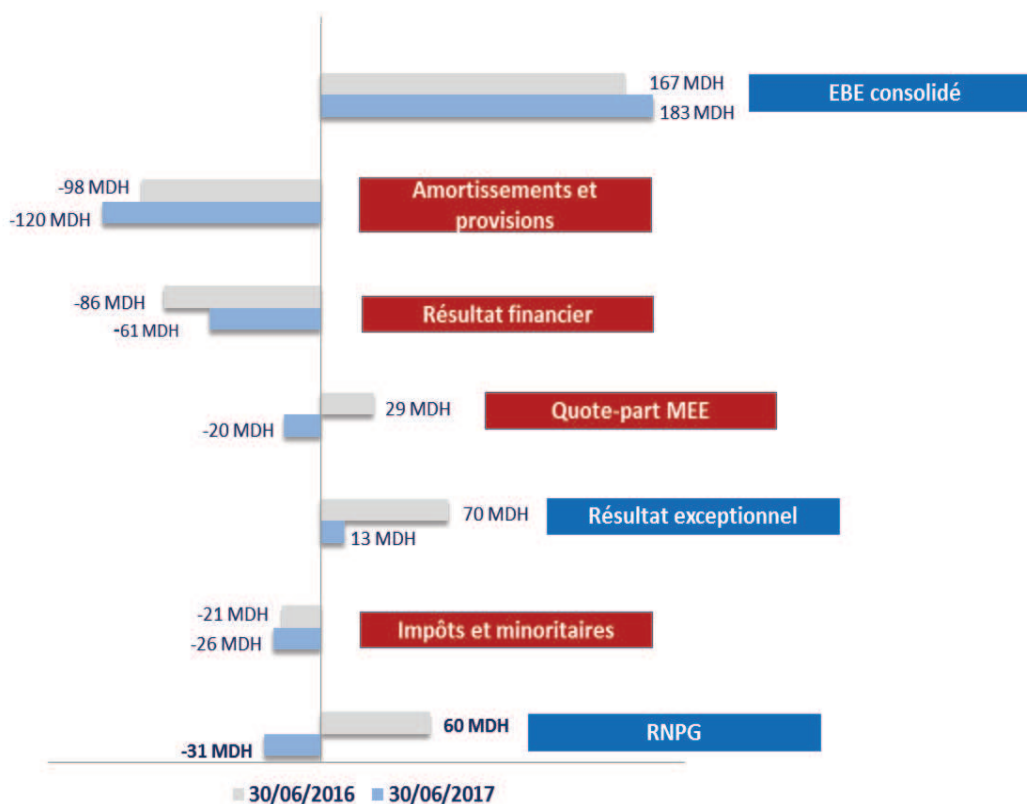 167 MDH
EBE consolidé
183 MDH
-98 MDH
Amortissements et
provisions
-120 MDH
-86 MDH
Résultat financier
-61 MDH
29 MDH
Quote-part MEE
-20 MDH
70 MDH
Résultat exceptionnel
13 MDH
-21 MDH
Impôts et minoritaires
-26 MDH
60 MDH
RNPG
-31 MDH
30/06/2016 30/06/2017